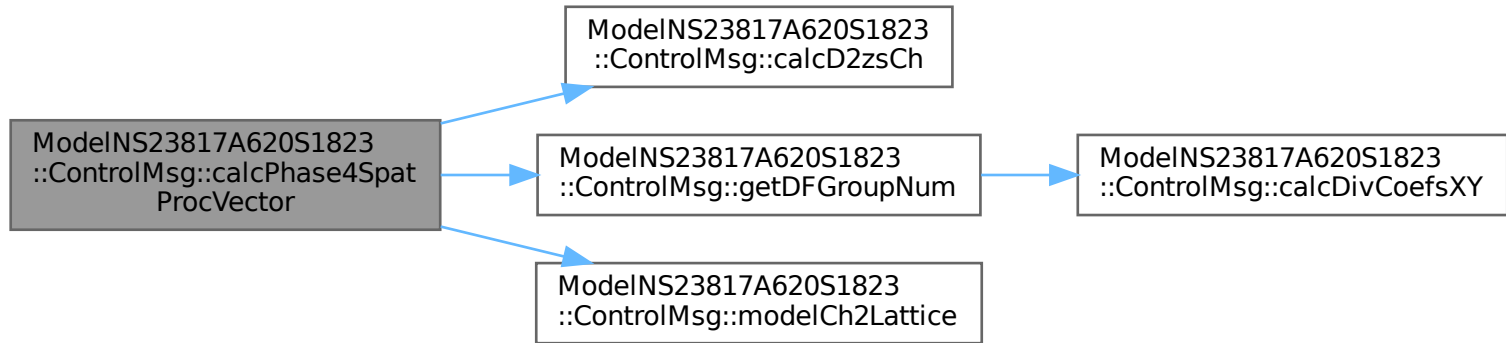 ModelNS23817A620S1823
::ControlMsg::calcPhase4Spat
ProcVector
ModelNS23817A620S1823
::ControlMsg::calcD2zsCh
ModelNS23817A620S1823
::ControlMsg::getDFGroupNum
ModelNS23817A620S1823
::ControlMsg::calcDivCoefsXY
ModelNS23817A620S1823
::ControlMsg::modelCh2Lattice